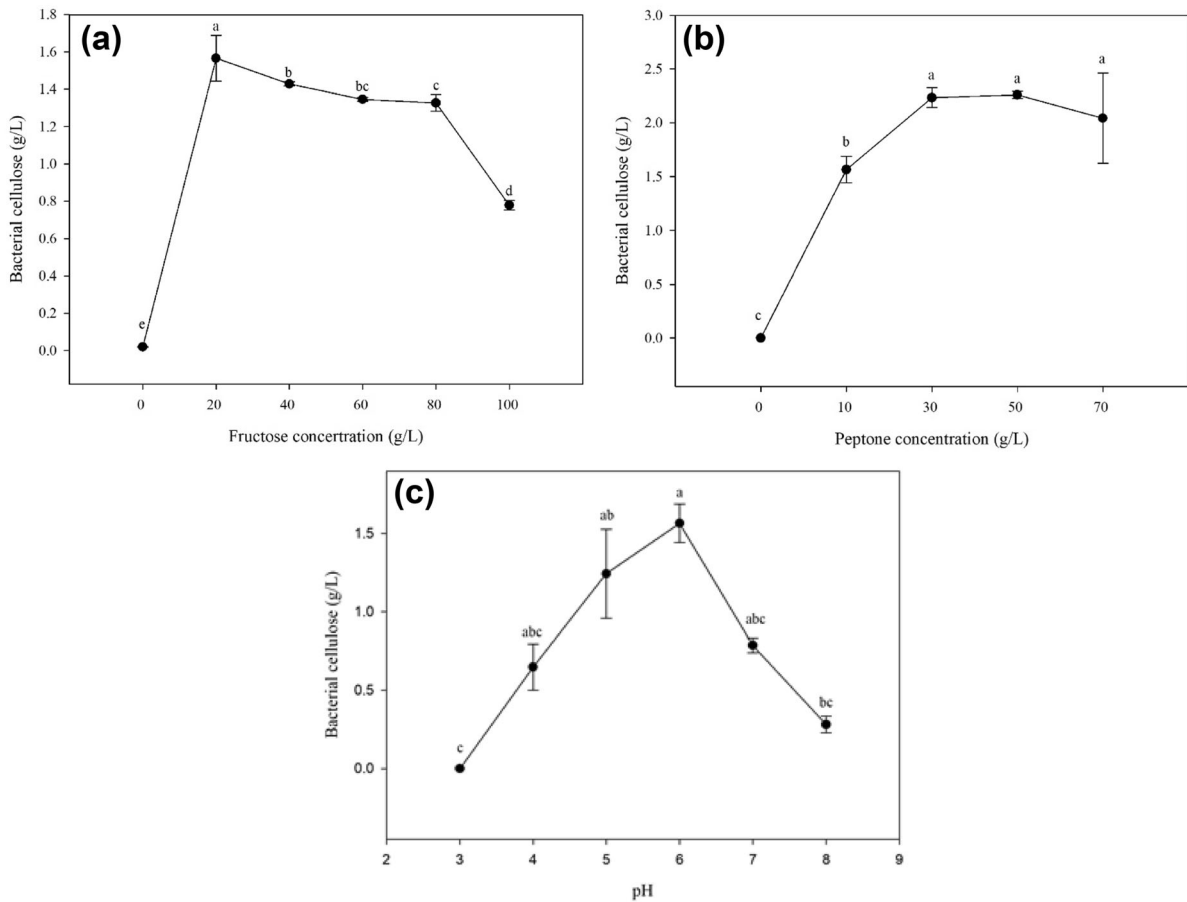 (a)
1.8
1.6
1.4
1.2
1.0
0.8
0.6
0.4
0.2
0.0
Bacterial cellulose (g/L)
e
a
b
bc
c
d
0 20 40 60 80 100
Fructose concertration (g/L)
(b)
3.0
2.5
2.0
1.5
1.0
0.5
0.0
Bacterial cellulose (g/L)
c
b
a
a
a
0 10 30 50 70
Peptone concentration (g/L)
(c)
1.5
1.0
0.5
0.0
Bacterial cellulose (g/L)
c
abc
ab
a
abc
bc
2 3 4 5 6 7 8 9
pH